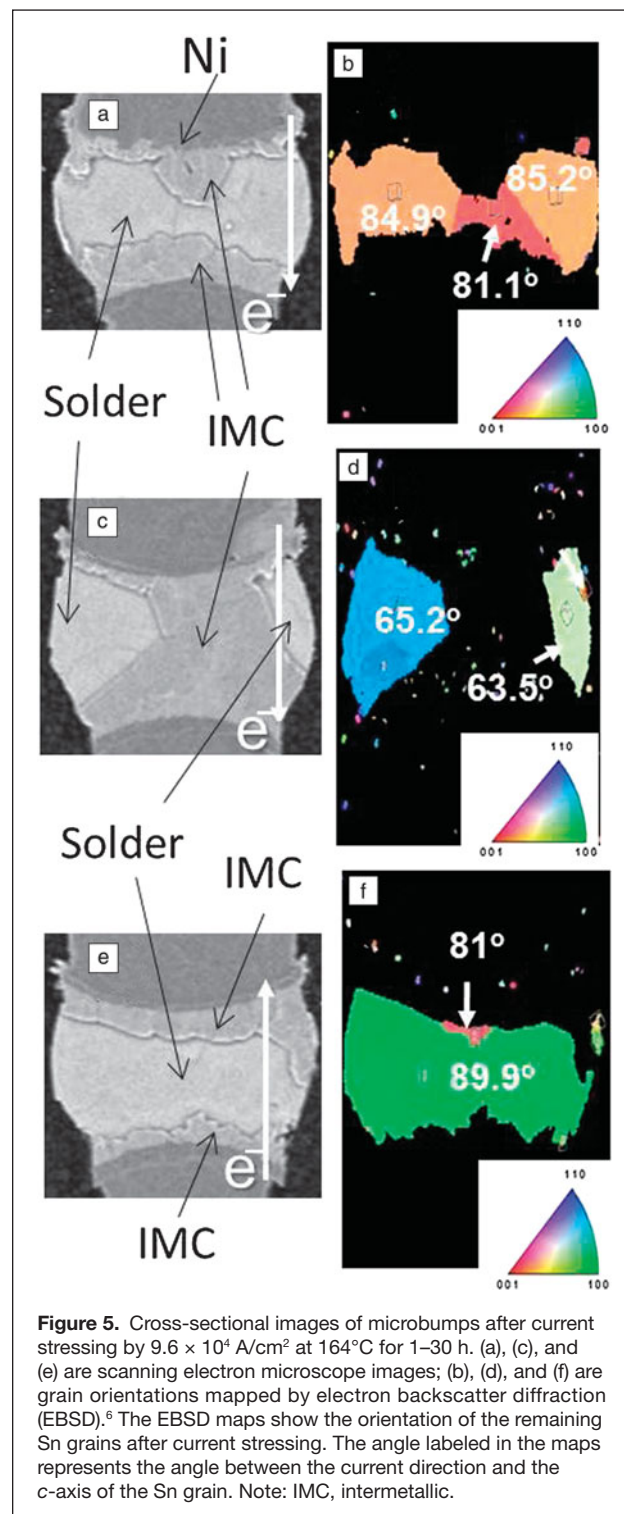 Ni
a
e⁻
Solder
IMC
b
84.9°
85.2°
81.1°
110
001
100
c
e⁻
d
65.2°
63.5°
110
001
100
Solder
IMC
e
e⁻
IMC
f
81°
89.9°
110
001
100
Figure 5. Cross-sectional images of microbumps after current
stressing by 9.6 × 10⁴ A/cm² at 164°C for 1–30 h. (a), (c), and
(e) are scanning electron microscope images; (b), (d), and (f) are
grain orientations mapped by electron backscatter diffraction
(EBSD).⁶ The EBSD maps show the orientation of the remaining
Sn grains after current stressing. The angle labeled in the maps
represents the angle between the current direction and the
c-axis of the Sn grain. Note: IMC, intermetallic.